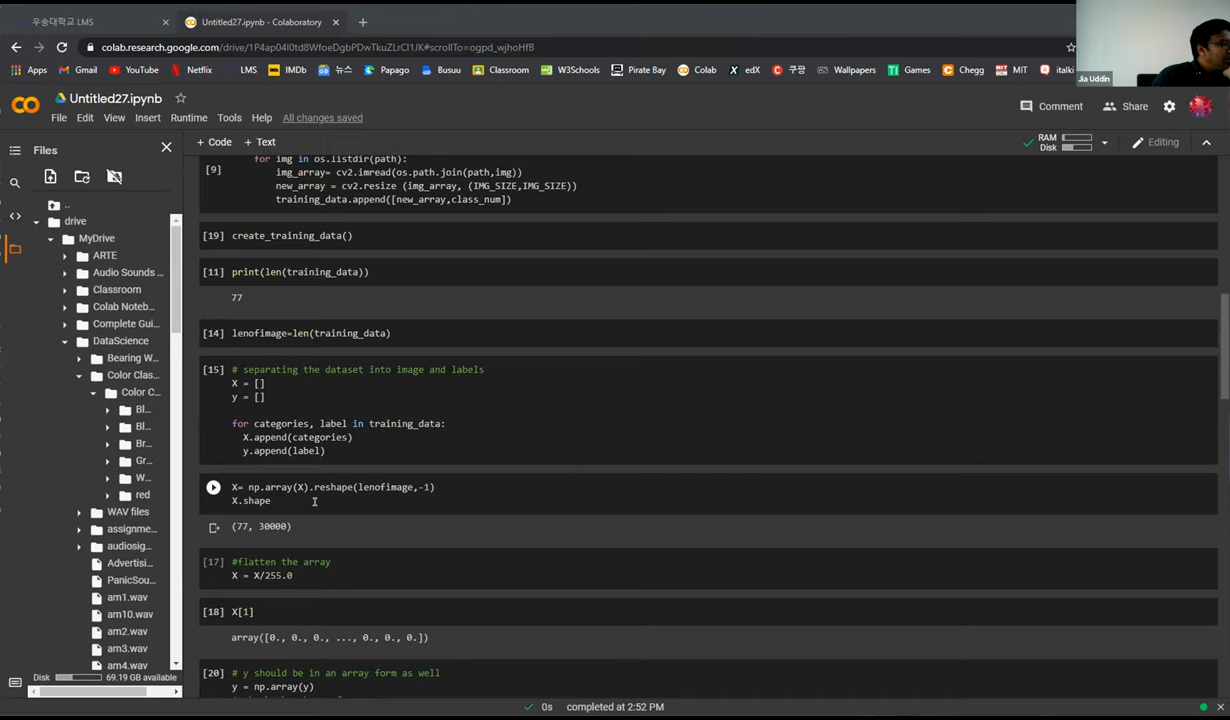 우송대학교 LMS
Untitled27.ipynb - Colaboratory
colab.research.google.com/drive/1P4ap04l0td8WfoeDgbPDwTkuZLrCI1JK#scrollTo=ogpd_wjhoHfB
Apps Gmail YouTube Netflix LMS IMDb 뉴스 Papago Busuu Classroom W3Schools Pirate Bay Colab edX 쿠팡 Wallpapers Games Chegg MIT italki
Jia Uddin
Untitled27.ipynb
Comment Share
File Edit View Insert Runtime Tools Help All changes saved
+ Code + Text
RAM
Disk
Editing
Files
..
drive
MyDrive
ARTE
Audio Sounds ...
Classroom
Colab Noteb...
Complete Gui...
DataScience
Bearing W...
Color Clas...
Color C...
Bl...
Bl...
Br...
Gr...
W...
red
WAV files
assignme...
audiosig...
Advertisi...
PanicSou...
am1.wav
am10.wav
am2.wav
am3.wav
am4.wav
Disk 69.19 GB available
for img in os.listdir(path):
[9] img_array= cv2.imread(os.path.join(path,img))
new_array = cv2.resize (img_array, (IMG_SIZE,IMG_SIZE))
training_data.append([new_array,class_num])
[19] create_training_data()
[11] print(len(training_data))
77
[14] lenofimage=len(training_data)
[15] # separating the dataset into image and labels
X = []
y = []
for categories, label in training_data:
X.append(categories)
y.append(label)
X= np.array(X).reshape(lenofimage,-1)
X.shape
(77, 30000)
[17] #flatten the array
X = X/255.0
[18] X[1]
array([0., 0., 0., ..., 0., 0., 0.])
[20] # y should be in an array form as well
y = np.array(y)
0s completed at 2:52 PM